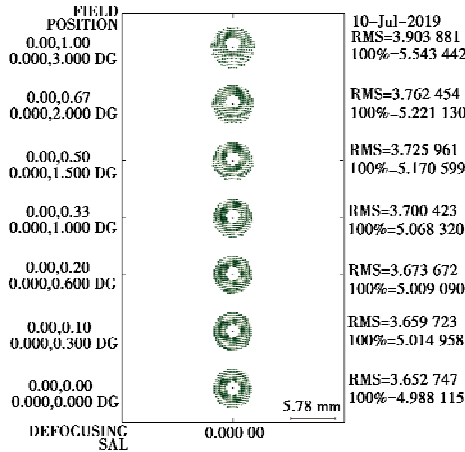 FIELD
POSITION
10-Jul-2019
0.00,1.00
0.000,3.000 DG
RMS=3.903 881
100%=5.543 442
0.00,0.67
0.000,2.000 DG
RMS=3.762 454
100%=5.221 130
0.00,0.50
0.000,1.500 DG
RMS=3.725 961
100%=5.170 599
0.00,0.33
0.000,1.000 DG
RMS=3.700 423
100%=5.068 320
0.00,0.20
0.000,0.600 DG
RMS=3.673 672
100%=5.009 090
0.00,0.10
0.000,0.300 DG
RMS=3.659 723
100%=5.014 958
0.00,0.00
0.000,0.000 DG
RMS=3.652 747
100%=4.988 115
5.78 mm
DEFOCUSING
0.000 00
SAL